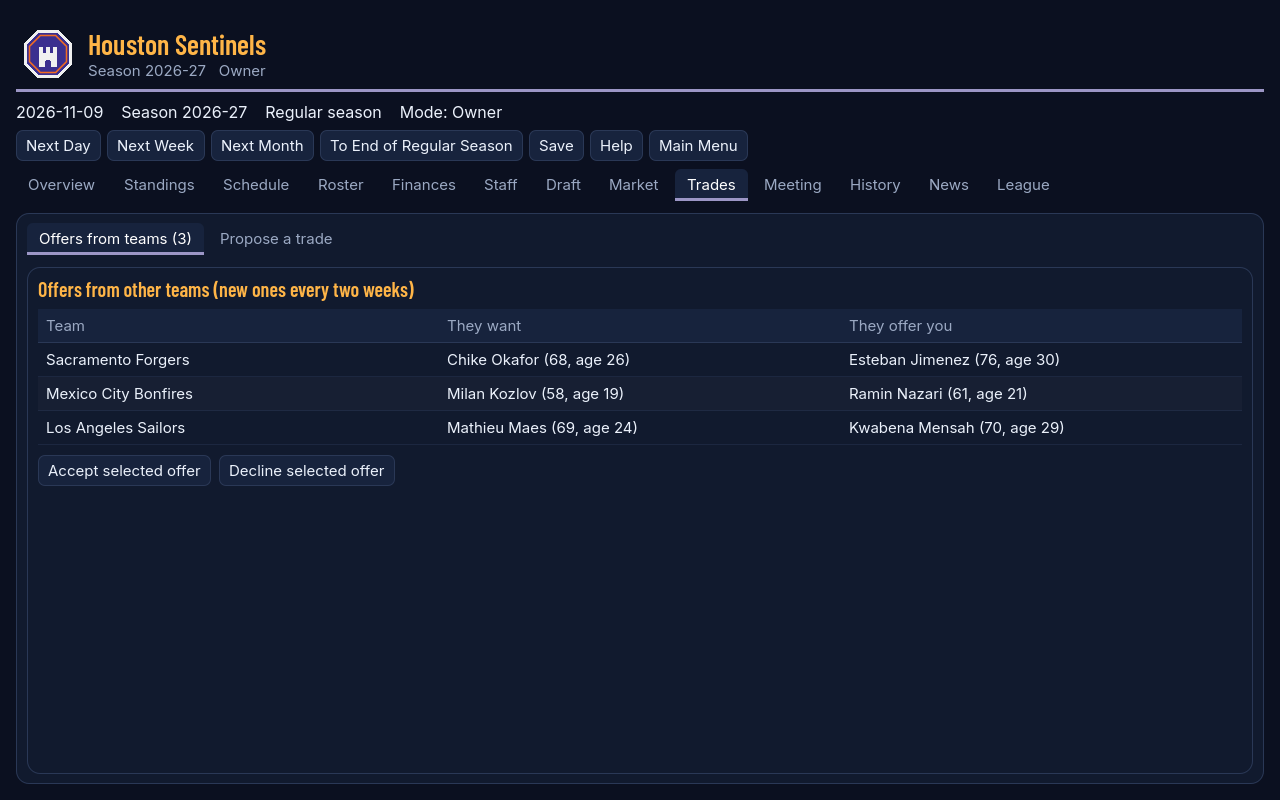 Houston Sentinels
Season 2026-27 Owner
2026-11-09 Season 2026-27 Regular season Mode: Owner
Next Day Next Week Next Month To End of Regular Season Save Help Main Menu
Overview Standings Schedule Roster Finances Staff Draft Market Trades Meeting History News League
Offers from teams (3) Propose a trade
Offers from other teams (new ones every two weeks)
Team They want They offer you
Sacramento Forgers Chike Okafor (68, age 26) Esteban Jimenez (76, age 30)
Mexico City Bonfires Milan Kozlov (58, age 19) Ramin Nazari (61, age 21)
Los Angeles Sailors Mathieu Maes (69, age 24) Kwabena Mensah (70, age 29)
Accept selected offer Decline selected offer